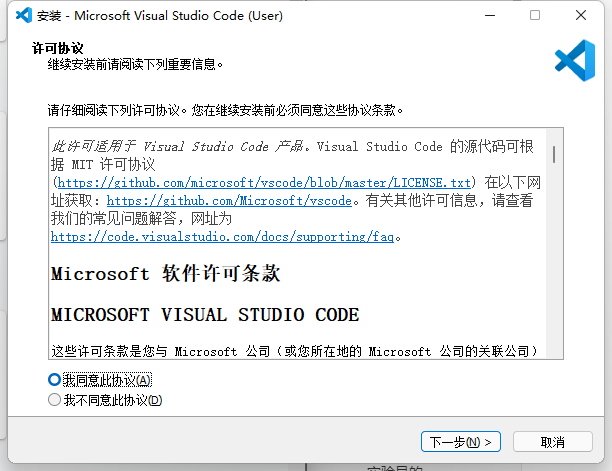 安装 - Microsoft Visual Studio Code (User)
许可协议
继续安装前请阅读下列重要信息。
请仔细阅读下列许可协议。您在继续安装前必须同意这些协议条款。
此许可适用于 Visual Studio Code 产品。Visual Studio Code 的源代码可根
据 MIT 许可协议
(https://github.com/microsoft/vscode/blob/master/LICENSE.txt) 在以下网
址获取：https://github.com/Microsoft/vscode。有关其他许可信息，请查看
我们的常见问题解答，网址为
https://code.visualstudio.com/docs/supporting/faq。
Microsoft 软件许可条款
MICROSOFT VISUAL STUDIO CODE
这些许可条款是您与 Microsoft 公司（或您所在地的 Microsoft 公司的关联公司）
我同意此协议(A)
我不同意此协议(D)
下一步(N) >
取消